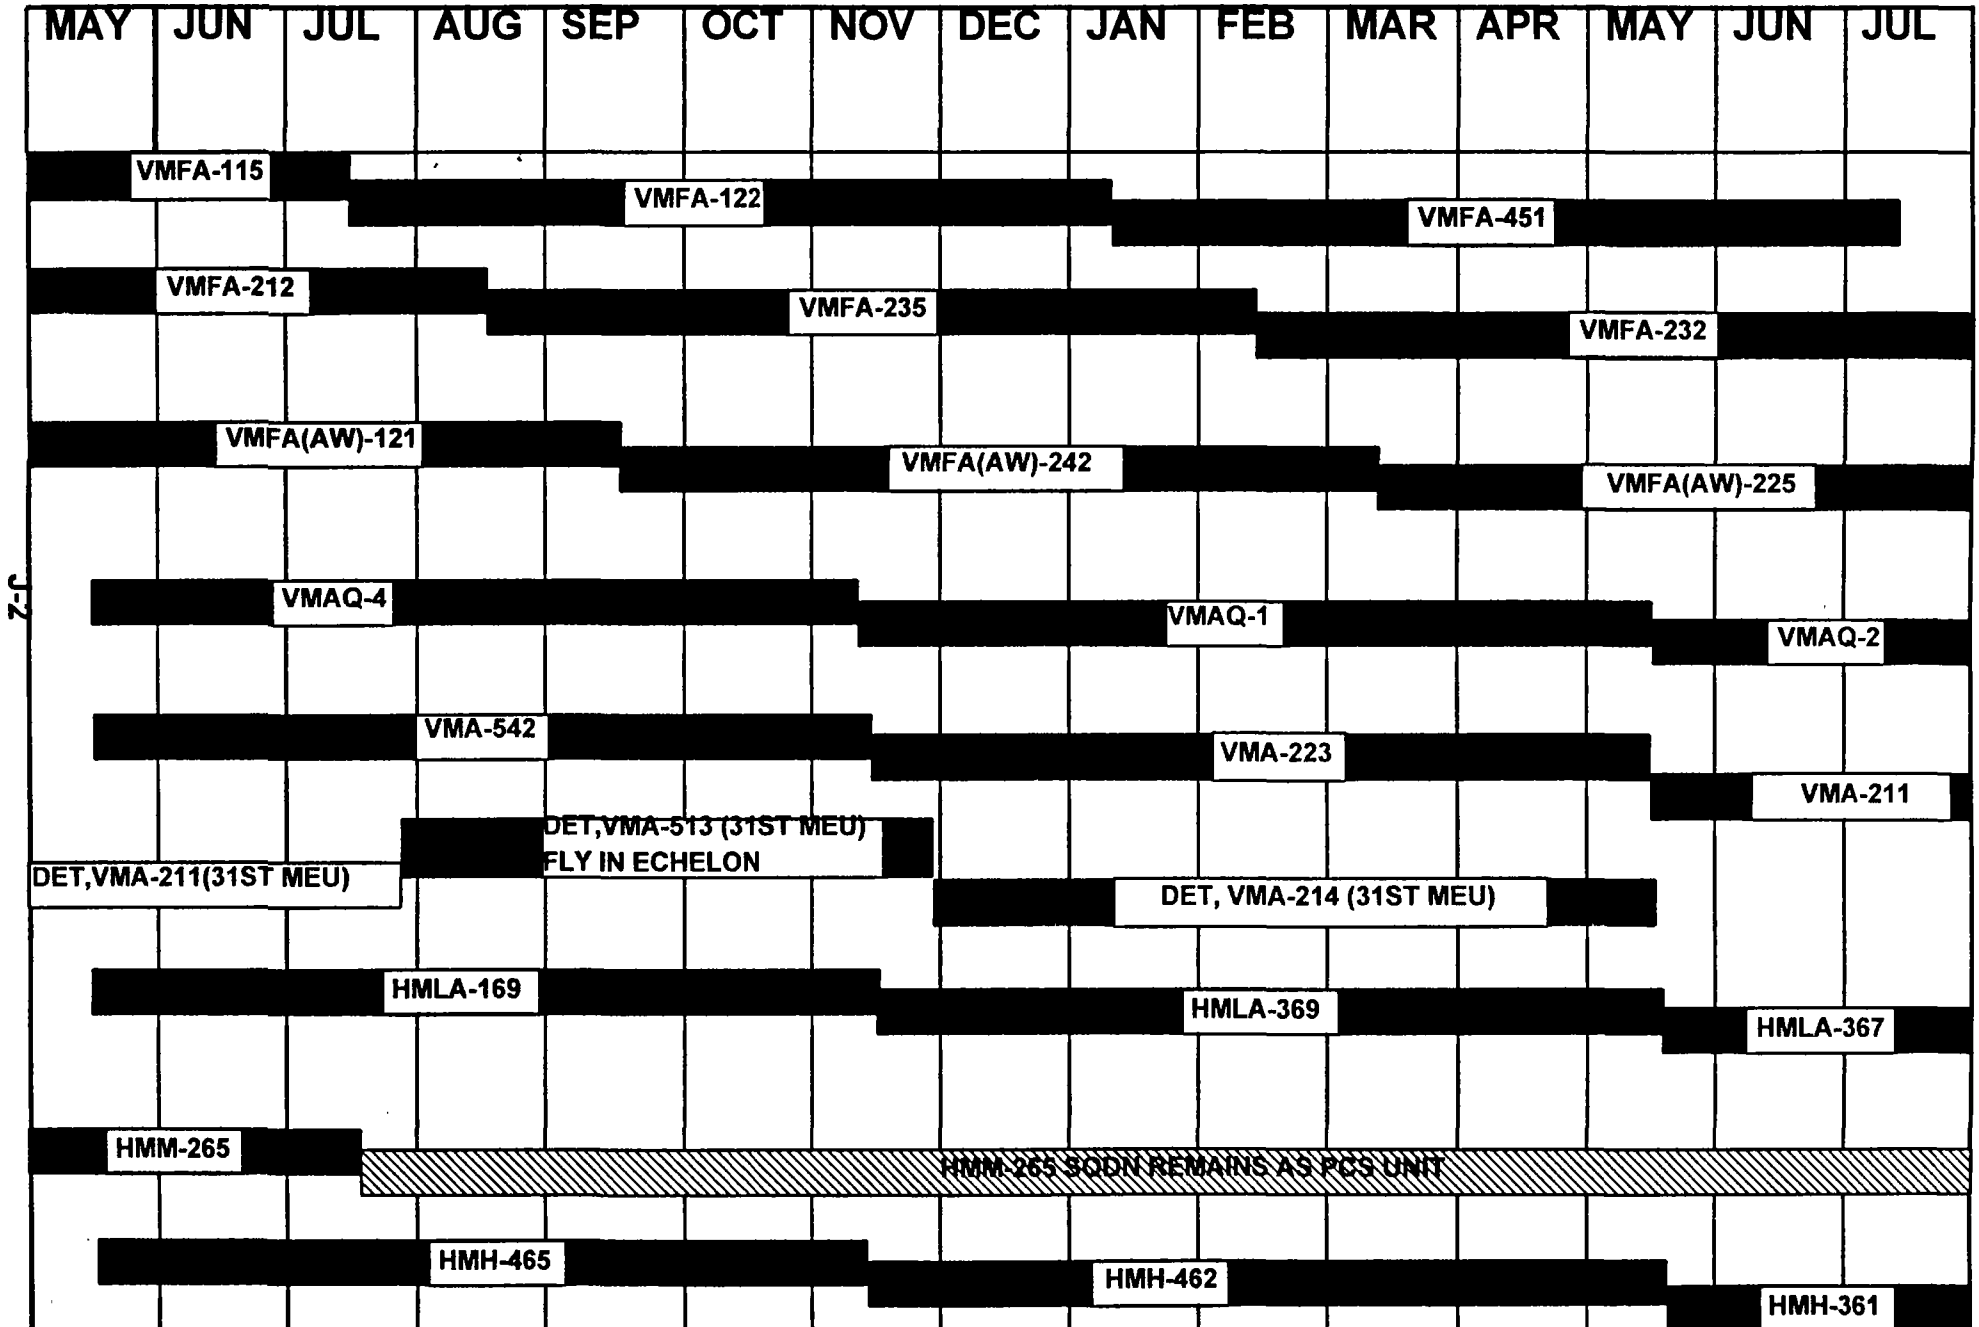 MAY JUN JUL AUG SEP OCT NOV DEC JAN FEB MAR APR MAY JUN JUL
VMFA-115
VMFA-122
VMFA-451
VMFA-212
VMFA-235
VMFA-232
VMFA(AW)-121
VMFA(AW)-242
VMFA(AW)-225
J-2
VMAQ-4
VMAQ-1
VMAQ-2
VMA-542
VMA-223
VMA-211
DET,VMA-513 (31ST MEU)
FLY IN ECHELON
DET,VMA-211(31ST MEU)
DET, VMA-214 (31ST MEU)
HMLA-169
HMLA-369
HMLA-367
HMM-265
HMM-265 SQDN REMAINS AS PCS UNIT
HMH-465
HMH-462
HMH-361